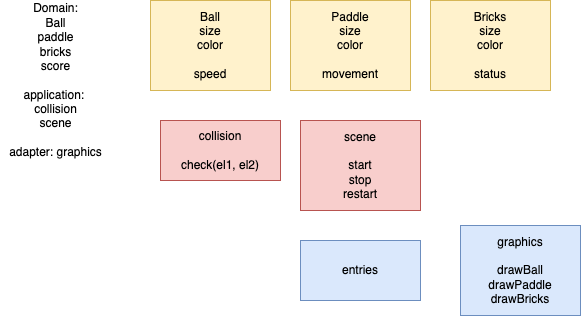 Domain:
Ball
paddle
bricks
score
application:
collision
scene
adapter: graphics
Ball
size
color
speed
Paddle
size
color
movement
Bricks
size
color
status
collision
check(el1, el2)
scene
start
stop
restart
entries
graphics
drawBall
drawPaddle
drawBricks